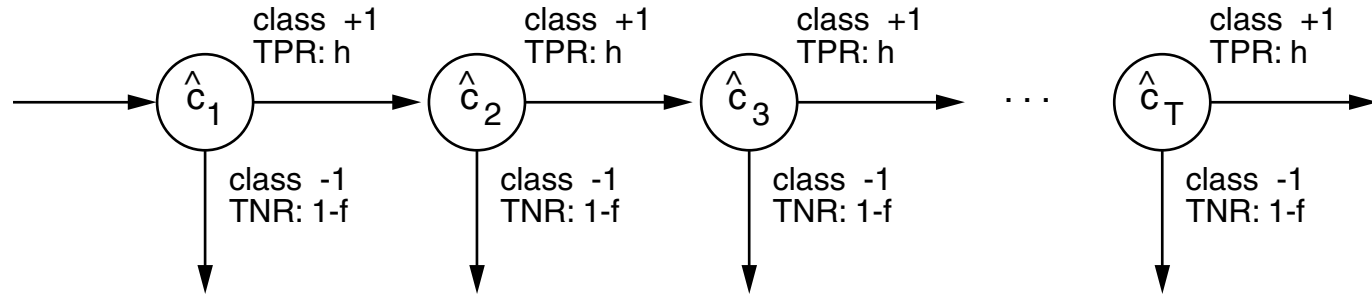 class +1
TPR: h
class +1
TPR: h
class +1
TPR: h
class +1
TPR: h
ĉ1
ĉ2
ĉ3
. . .
ĉT
class -1
TNR: 1-f
class -1
TNR: 1-f
class -1
TNR: 1-f
class -1
TNR: 1-f